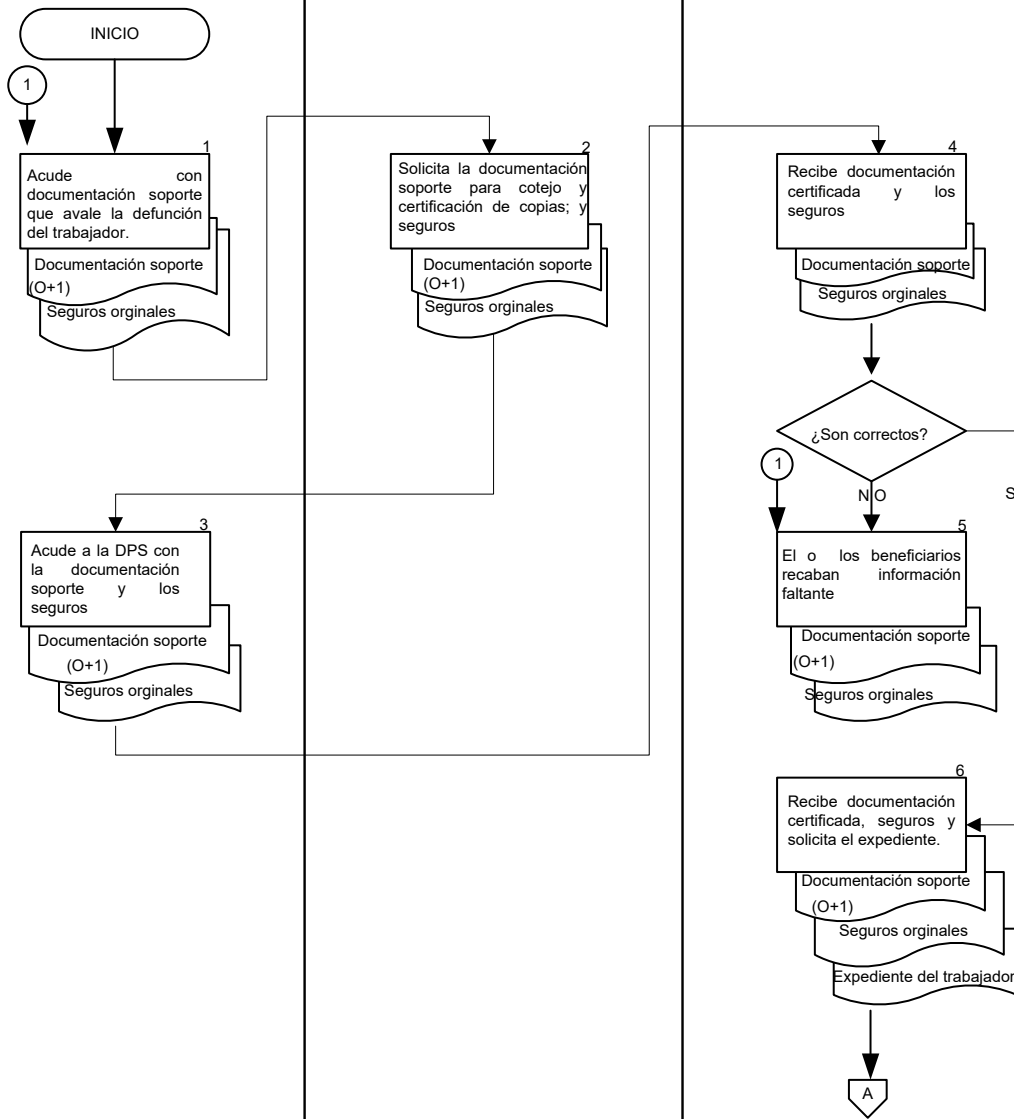 INICIO
1
1
Acude con
documentación soporte
que avale la defunción
del trabajador.
Documentación soporte
(O+1)
Seguros orginales
2
Solicita la documentación
soporte para cotejo y
certificación de copias; y
seguros
Documentación soporte
(O+1)
Seguros orginales
3
Acude a la DPS con
la documentación
soporte y los
seguros
Documentación soporte
(O+1)
Seguros orginales
4
Recibe documentación
certificada y los
seguros
Documentación soporte
Seguros orginales
¿Son correctos?
1
NO
S
5
El o los beneficiarios
recaban información
faltante
Documentación soporte
(O+1)
Seguros orginales
6
Recibe documentación
certificada, seguros y
solicita el expediente.
Documentación soporte
(O+1)
Seguros orginales
Expediente del trabajador
A